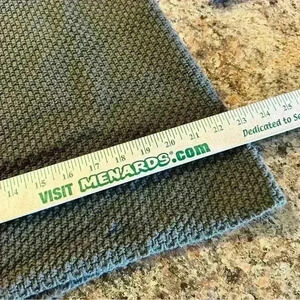 14 15 16 17 18 19 20 21 22 23 24 25
VISIT MENARDS.com
Dedicated to